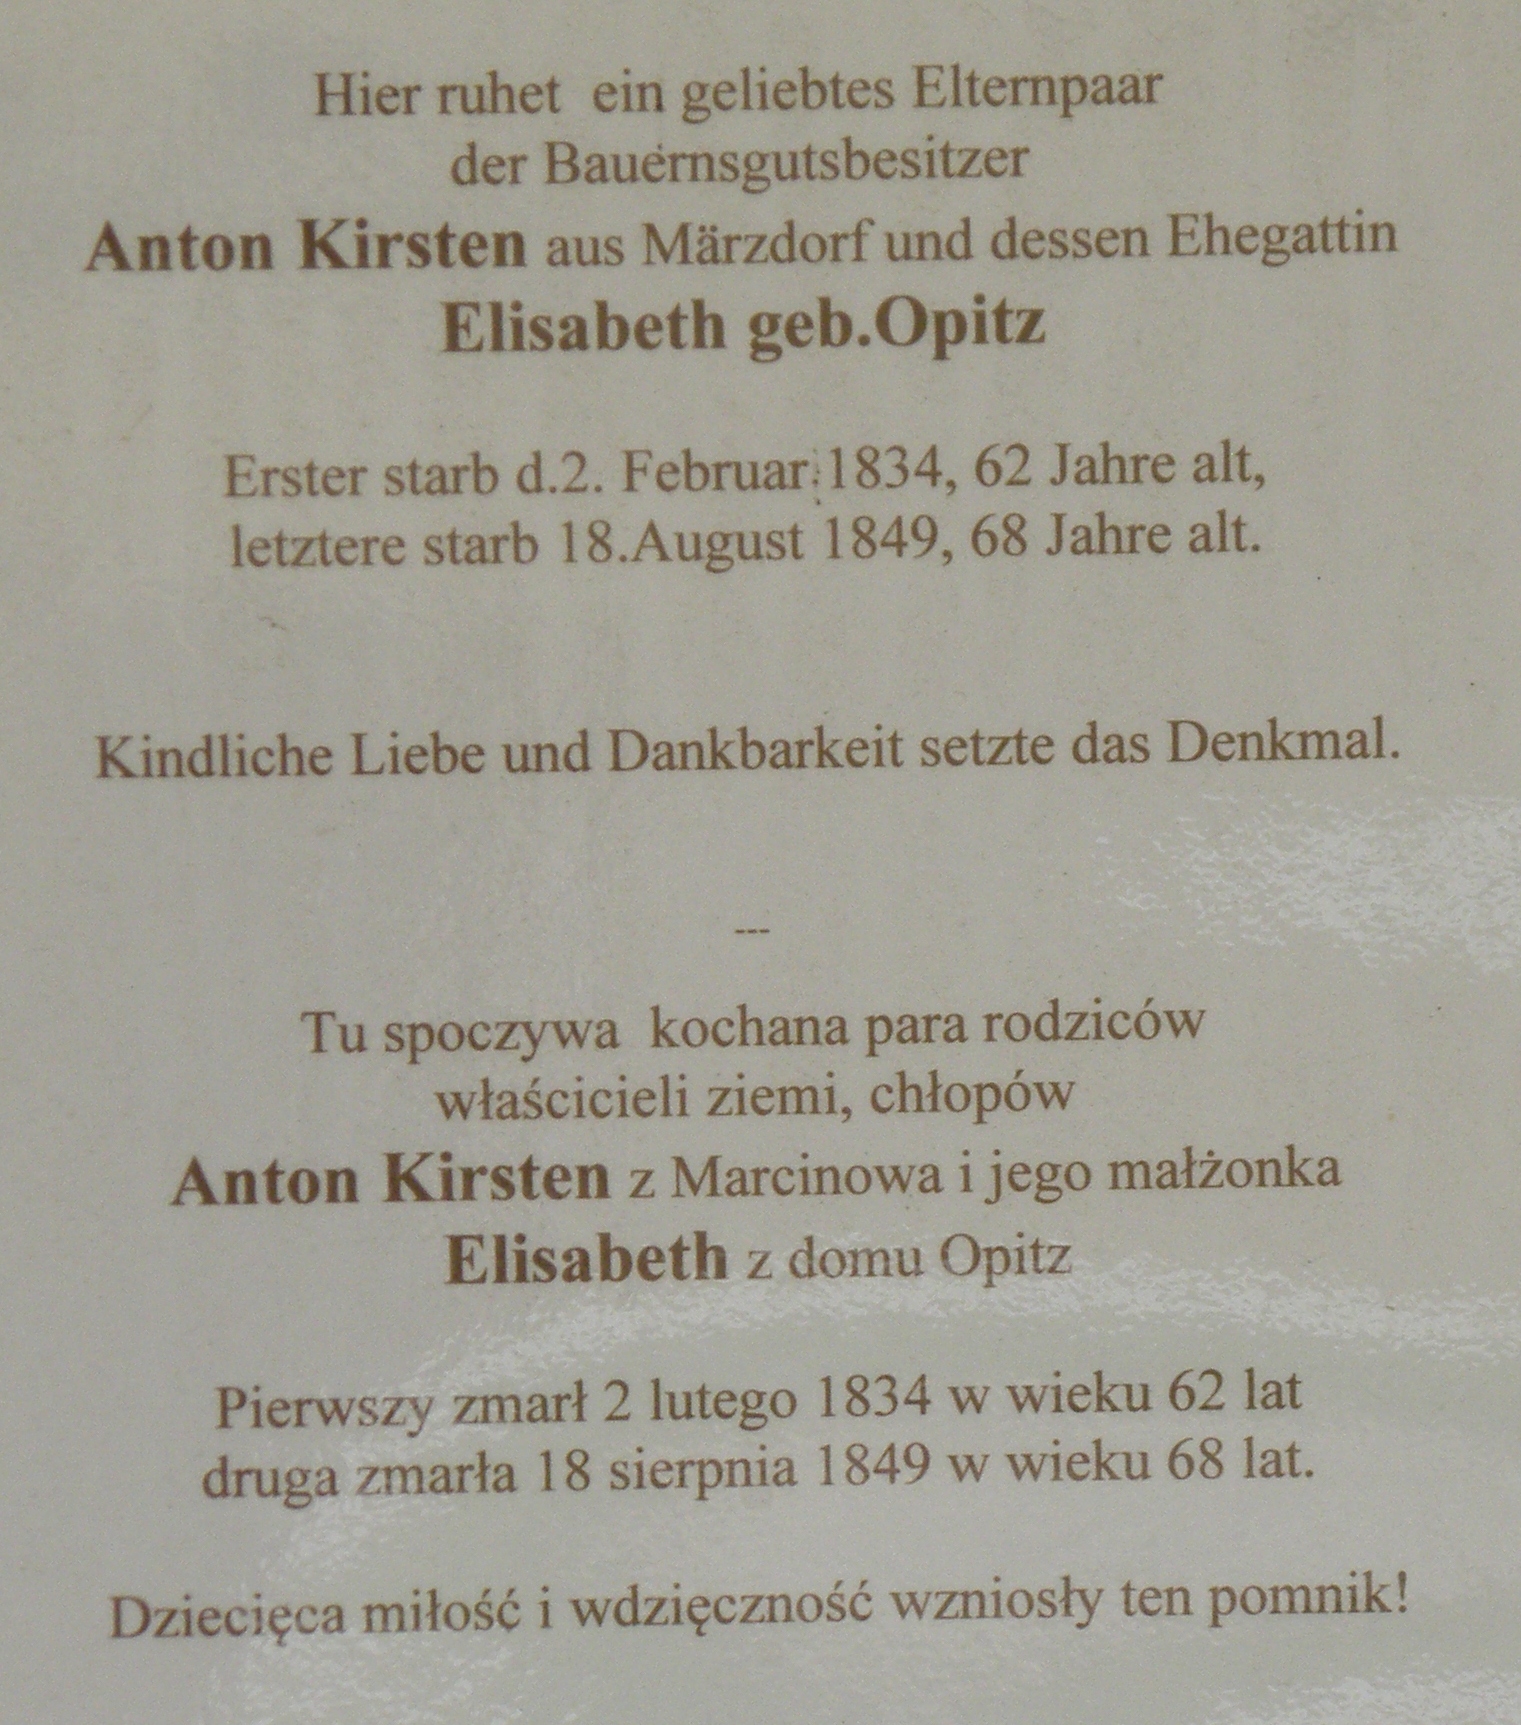 Hier ruhet ein geliebtes Elternpaar
der Bauernsgutsbesitzer
Anton Kirsten aus Märzdorf und dessen Ehegattin
Elisabeth geb.Opitz
Erster starb d.2. Februar 1834, 62 Jahre alt,
letztere starb 18.August 1849, 68 Jahre alt.
Kindliche Liebe und Dankbarkeit setzte das Denkmal.
---
Tu spoczywa kochana para rodziców
właścicieli ziemi, chłopów
Anton Kirsten z Marcinowa i jego małżonka
Elisabeth z domu Opitz
Pierwszy zmarł 2 lutego 1834 w wieku 62 lat
druga zmarła 18 sierpnia 1849 w wieku 68 lat.
Dziecięca miłość i wdzięczność wzniosły ten pomnik!